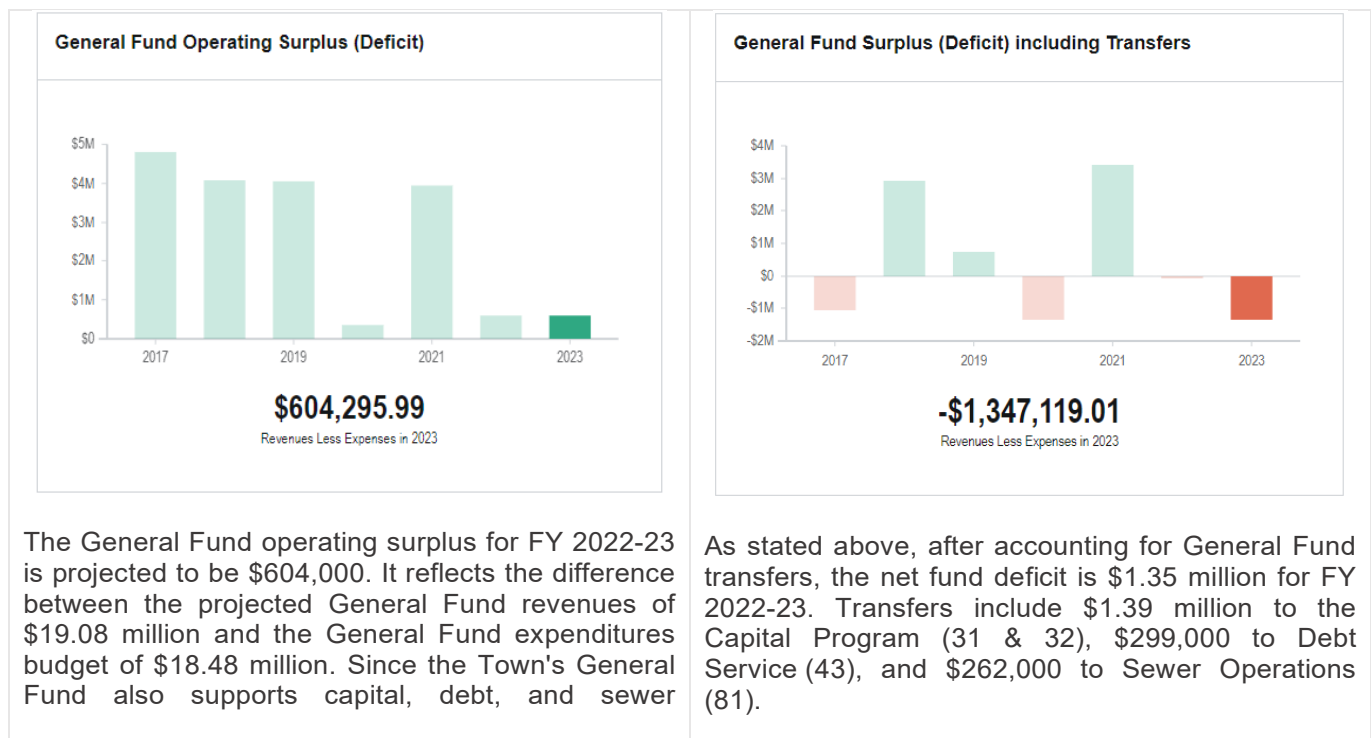 General Fund Operating Surplus (Deficit)
$5M
$4M
$3M
$2M
$1M
$0
2017
2019
2021
2023
$604,295.99
Revenues Less Expenses in 2023
The General Fund operating surplus for FY 2022-23
is projected to be $604,000. It reflects the difference
between the projected General Fund revenues of
$19.08 million and the General Fund expenditures
budget of $18.48 million. Since the Town's General
Fund also supports capital, debt, and sewer
General Fund Surplus (Deficit) including Transfers
$4M
$3M
$2M
$1M
$0
-$1M
-$2M
2017
2019
2021
2023
-$1,347,119.01
Revenues Less Expenses in 2023
As stated above, after accounting for General Fund
transfers, the net fund deficit is $1.35 million for FY
2022-23. Transfers include $1.39 million to the
Capital Program (31 & 32), $299,000 to Debt
Service (43), and $262,000 to Sewer Operations
(81).